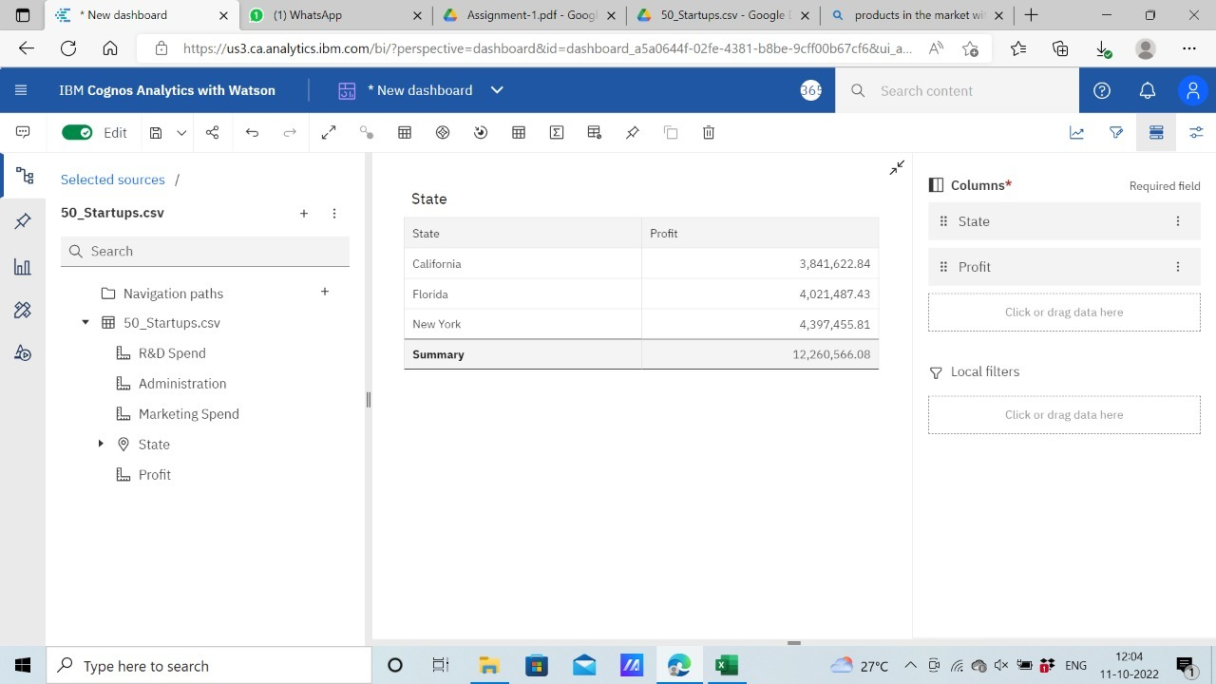 * New dashboard
(1) WhatsApp
Assignment-1.pdf - Googl
50_Startups.csv - Google D
products in the market wi
https://us3.ca.analytics.ibm.com/bi/?perspective=dashboard&id=dashboard_a5a0644f-02fe-4381-b8be-9cff00b67cf6&ui_a...
IBM Cognos Analytics with Watson
* New dashboard
365
Search content
Edit
Selected sources /
50_Startups.csv
Search
Navigation paths
50_Startups.csv
R&D Spend
Administration
Marketing Spend
State
Profit
State
State Profit
California 3,841,622.84
Florida 4,021,487.43
New York 4,397,455.81
Summary 12,260,566.08
Columns* Required field
State
Profit
Click or drag data here
Local filters
Click or drag data here
Type here to search
27°C
ENG
12:04
11-10-2022
1